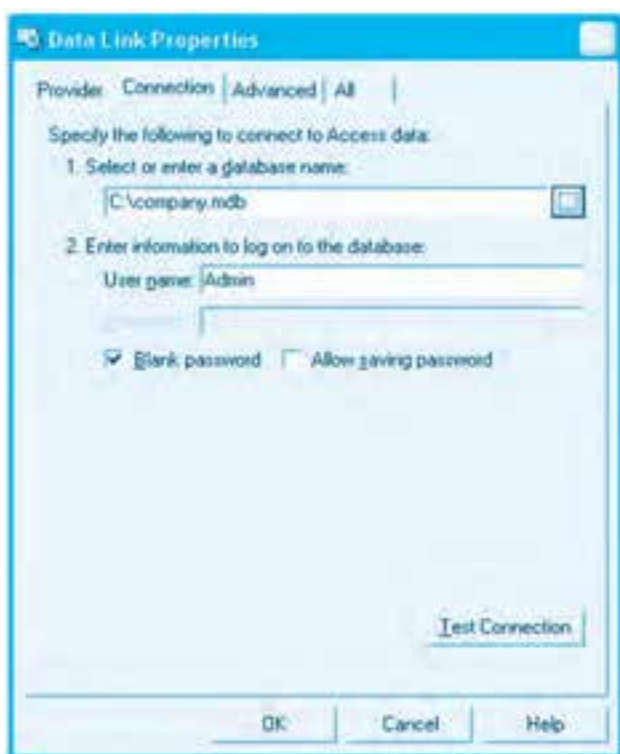 Data Link Properties
Provider Connection Advanced All
Specify the following to connect to Access data:
1. Select or enter a database name:
C:\company.mdb
2. Enter information to log on to the database:
User name: Admin
Blank password Allow saving password
Test Connection
OK Cancel Help